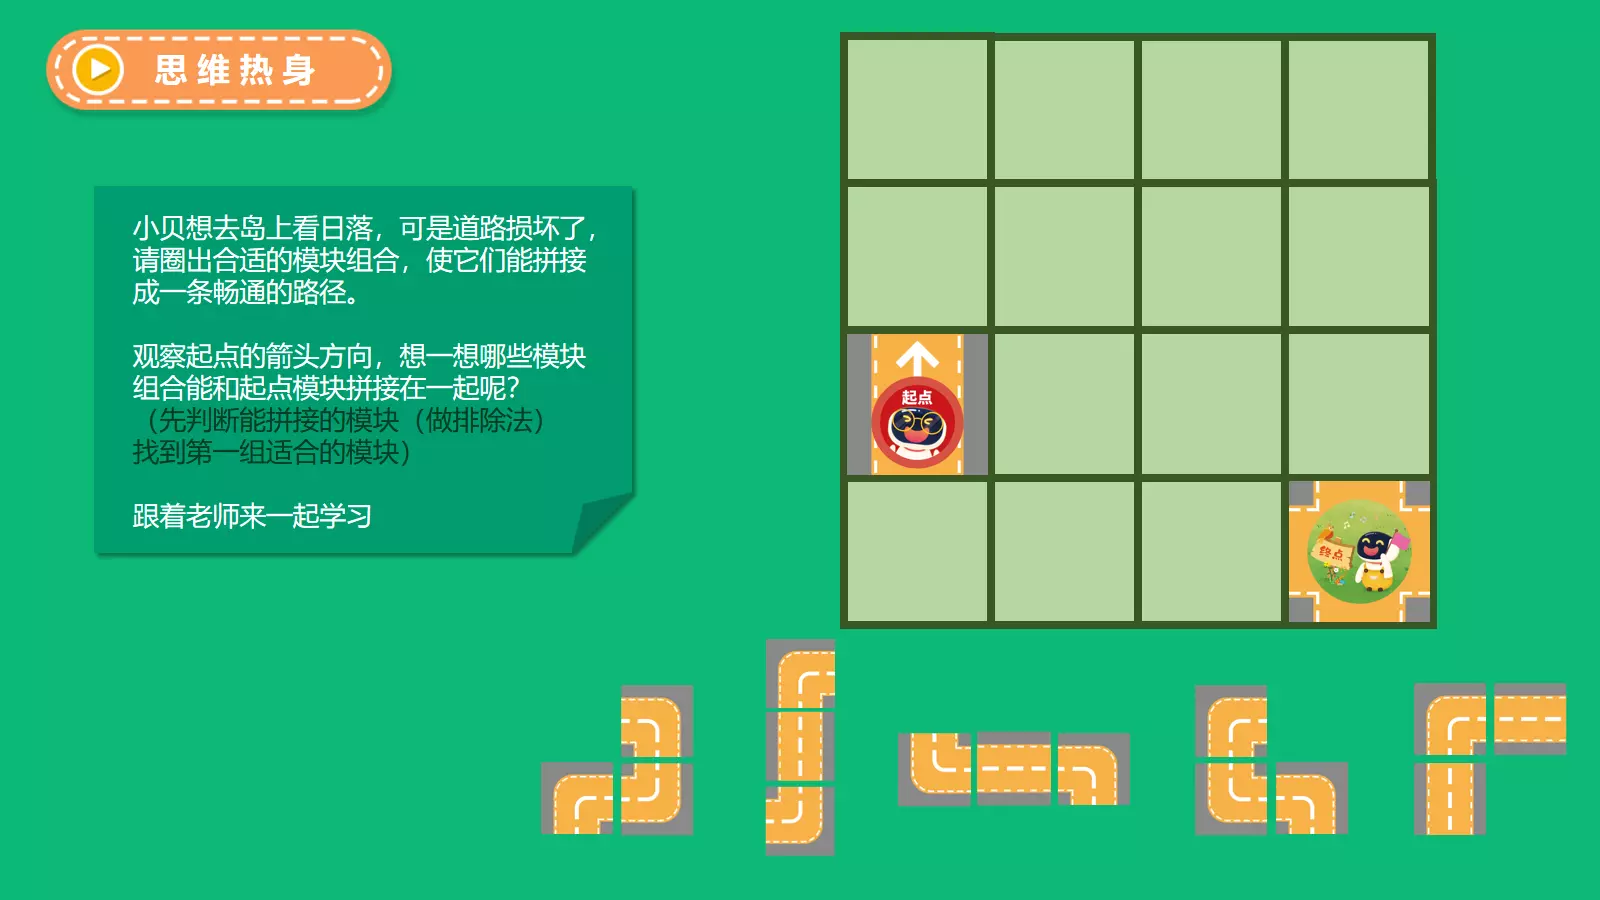 思维热身
小贝想去岛上看日落，可是道路损坏了，
请圈出合适的模块组合，使它们能拼接
成一条畅通的路径。
观察起点的箭头方向，想一想哪些模块
组合能和起点模块拼接在一起呢？
（先判断能拼接的模块（做排除法）
找到第一组适合的模块）
跟着老师来一起学习
起点
终点